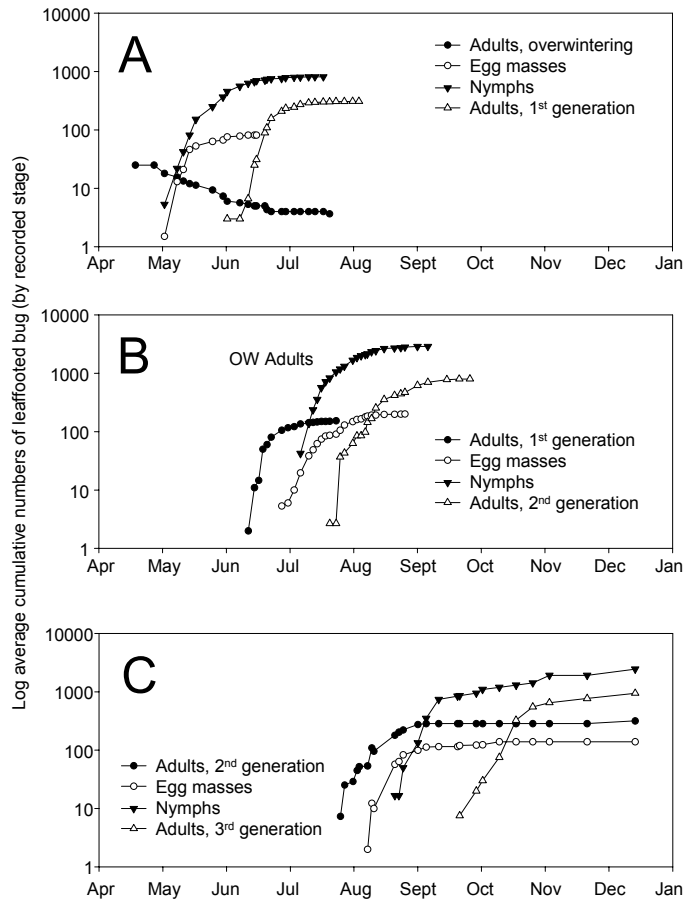 Log average cumulative numbers of leaffooted bug (by recorded stage)
A
10000
1000
100
10
1
Adults, overwintering
Egg masses
Nymphs
Adults, 1st generation
Apr May Jun Jul Aug Sept Oct Nov Dec Jan
B
10000
1000
100
10
1
OW Adults
Adults, 1st generation
Egg masses
Nymphs
Adults, 2nd generation
Apr May Jun Jul Aug Sept Oct Nov Dec Jan
C
10000
1000
100
10
1
Adults, 2nd generation
Egg masses
Nymphs
Adults, 3rd generation
Apr May Jun Jul Aug Sept Oct Nov Dec Jan